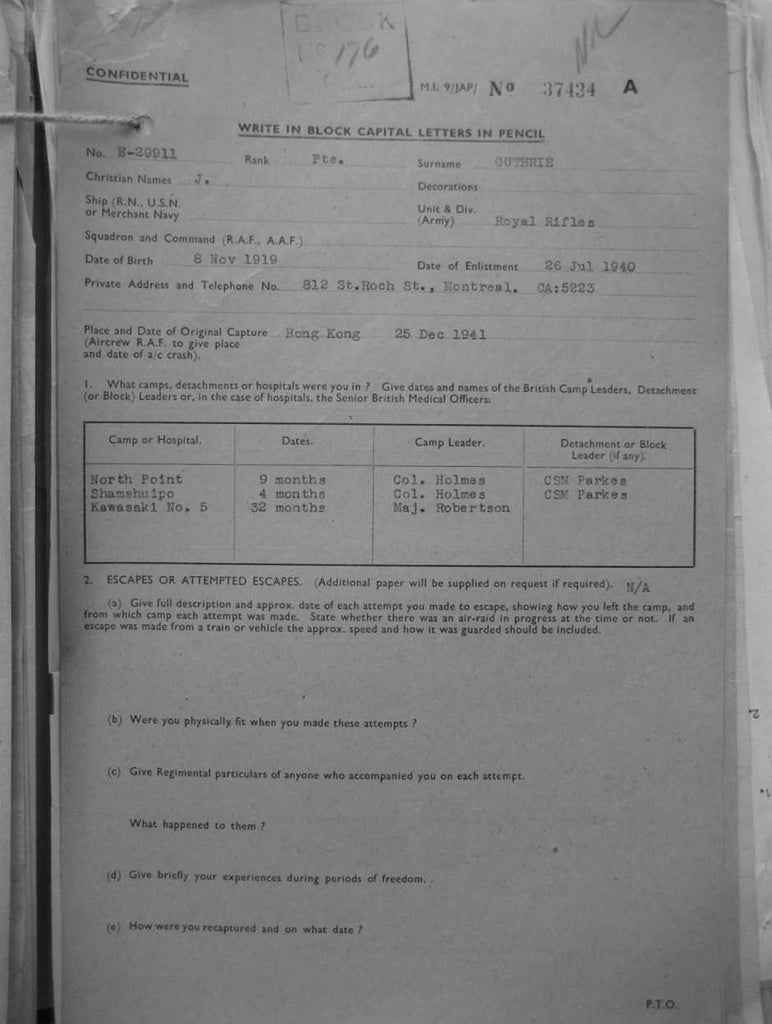 BLOCK
NO 176
CONFIDENTIAL
M.I. 9/JAP/ No 37434 A
WRITE IN BLOCK CAPITAL LETTERS IN PENCIL
No. E-29911 Rank Pte. Surname GUTHRIE
Christian Names J. Decorations
Ship (R.N., U.S.N. or Merchant Navy Unit & Div. (Army) Royal Rifles
Squadron and Command (R.A.F., A.A.F.)
Date of Birth 8 Nov 1919 Date of Enlistment 26 Jul 1940
Private Address and Telephone No. 812 St.Roch St., Montreal. CA:5223
Place and Date of Original Capture Hong Kong 25 Dec 1941
(Aircrew R.A.F. to give place
and date of a/c crash).
1. What camps, detachments or hospitals were you in ? Give dates and names of the British Camp Leaders, Detachment
(or Block) Leaders or, in the case of hospitals, the Senior British Medical Officers.
Camp or Hospital. Dates. Camp Leader. Detachment or Block Leader (if any).
North Point 9 months Col. Holmes CSM Parkes
Shamshuipo 4 months Col. Holmes CSM Parkes
Kawasaki No. 5 32 months Maj. Robertson
2. ESCAPES OR ATTEMPTED ESCAPES. (Additional paper will be supplied on request if required). N/A
(a) Give full description and approx. date of each attempt you made to escape, showing how you left the camp, and
from which camp each attempt was made. State whether there was an air-raid in progress at the time or not. If an
escape was made from a train or vehicle the approx. speed and how it was guarded should be included.
(b) Were you physically fit when you made these attempts ?
(c) Give Regimental particulars of anyone who accompanied you on each attempt.
What happened to them ?
(d) Give briefly your experiences during periods of freedom.
(e) How were you recaptured and on what date ?
P.T.O.